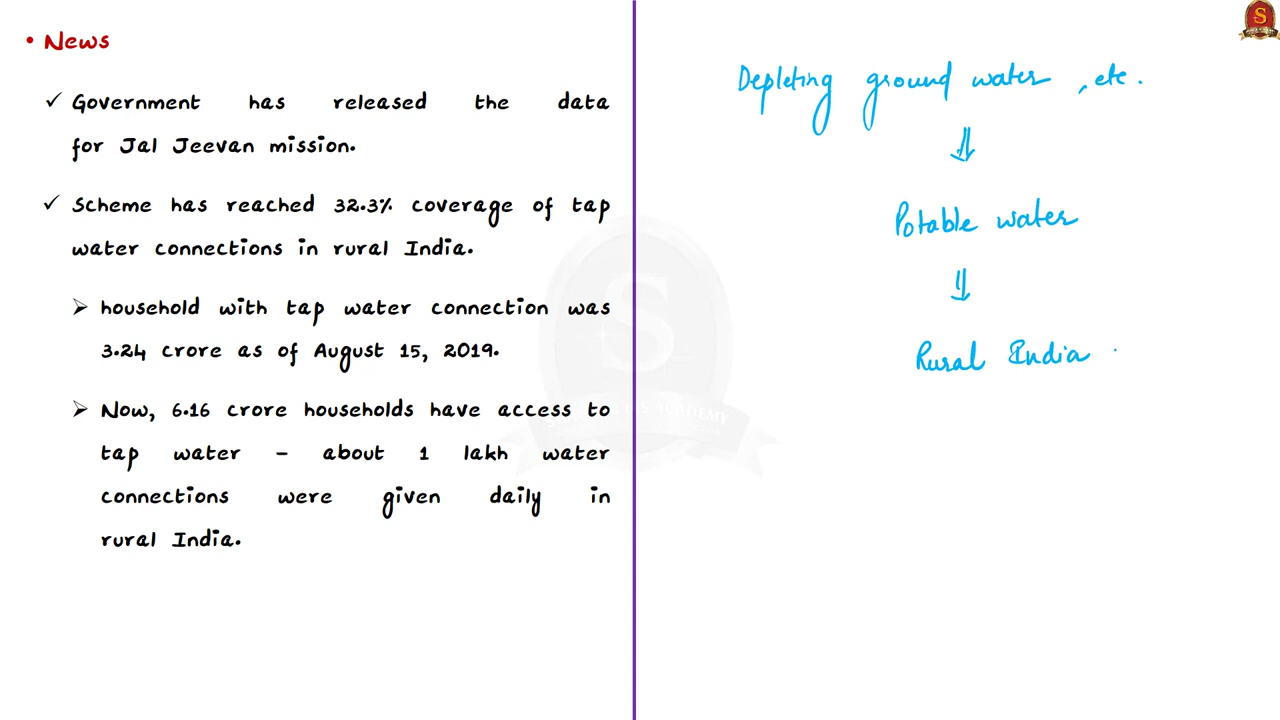 • News
✓ Government has released the data
for Jal Jeevan mission.
✓ Scheme has reached 32.3% coverage of tap
water connections in rural India.
➢ household with tap water connection was
3.24 crore as of August 15, 2019.
➢ Now, 6.16 crore households have access to
tap water – about 1 lakh water
connections were given daily in
rural India.
Depleting ground water, etc.
⇓
Potable water
⇓
Rural India
S
ACADEMY